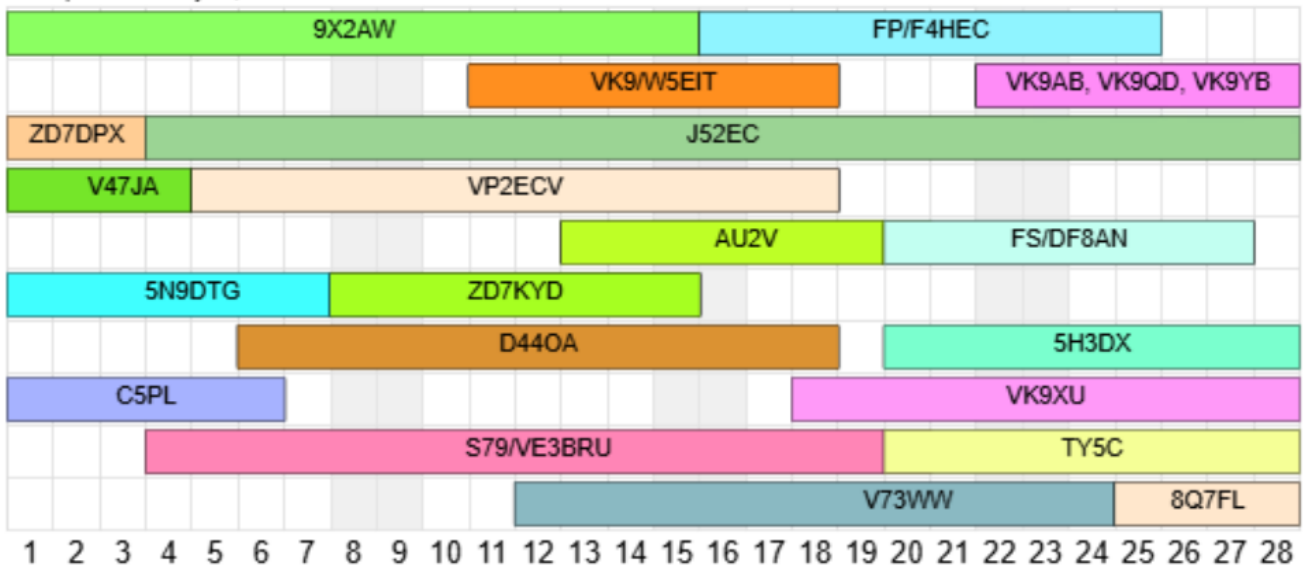 9X2AW FP/F4HEC
VK9/W5EIT VK9AB, VK9QD, VK9YB
ZD7DPX J52EC
V47JA VP2ECV
AU2V FS/DF8AN
5N9DTG ZD7KYD
D44OA 5H3DX
C5PL VK9XU
S79/VE3BRU TY5C
V73WW 8Q7FL
1 2 3 4 5 6 7 8 9 10 11 12 13 14 15 16 17 18 19 20 21 22 23 24 25 26 27 28